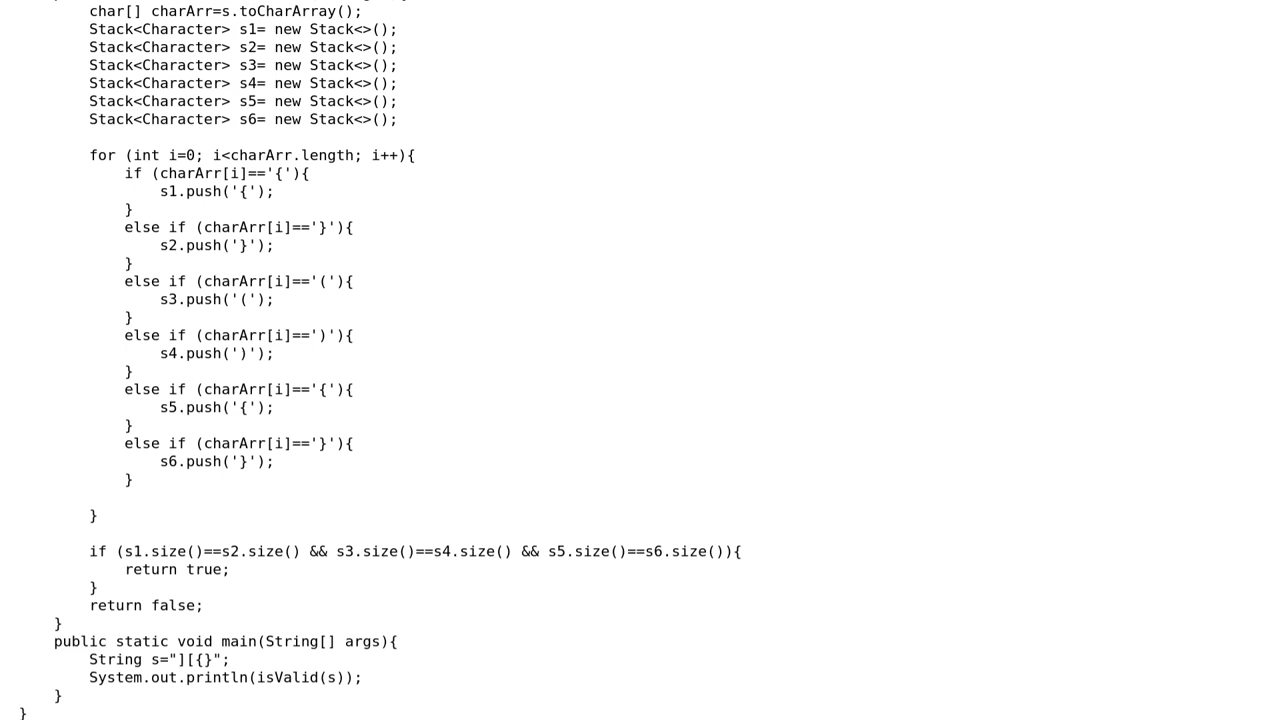 char[] charArr=s.toCharArray();
Stack<Character> s1= new Stack<>();
Stack<Character> s2= new Stack<>();
Stack<Character> s3= new Stack<>();
Stack<Character> s4= new Stack<>();
Stack<Character> s5= new Stack<>();
Stack<Character> s6= new Stack<>();
for (int i=0; i<charArr.length; i++){
if (charArr[i]=='{'){
s1.push('{');
}
else if (charArr[i]=='}'){
s2.push('}');
}
else if (charArr[i]=='('){
s3.push('(');
}
else if (charArr[i]==')'){
s4.push(')');
}
else if (charArr[i]=='{'){
s5.push('{');
}
else if (charArr[i]=='}'){
s6.push('}');
}
}
if (s1.size()==s2.size() && s3.size()==s4.size() && s5.size()==s6.size()){
return true;
}
return false;
}
public static void main(String[] args){
String s="][{}";
System.out.println(isValid(s));
}
}